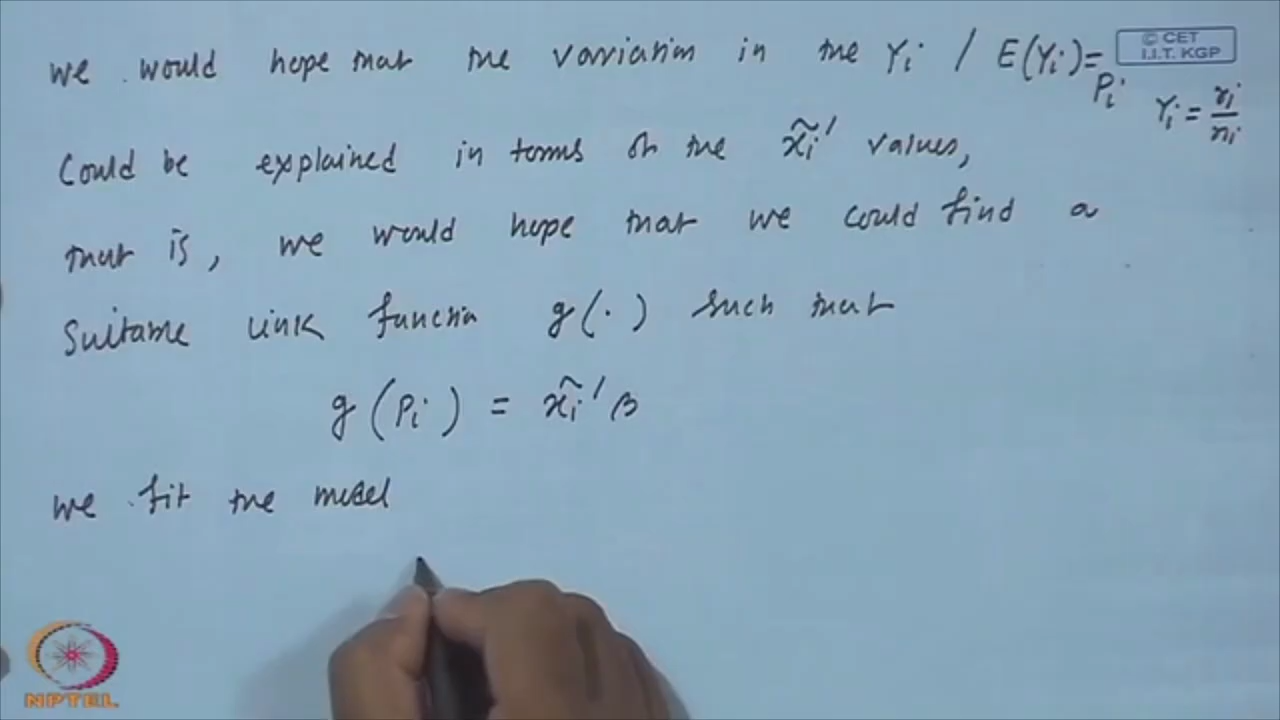 we would hope that the variation in the Yi / E(Yi)= Pi
© CET
I.I.T. KGP
Yi = ri/ni
Could be explained in terms of the x̃i′ values,
that is, we would hope that we could find a
Suitable link function g(·) such that
g(Pi) = x̃i′β
we fit the model
NPTEL